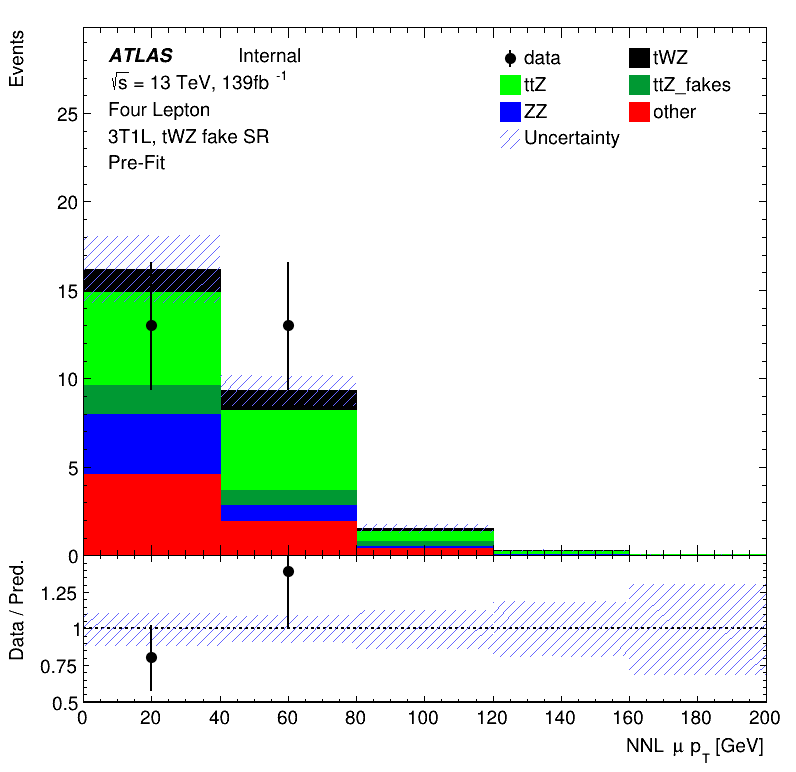 Events
ATLAS Internal
√s = 13 TeV, 139fb⁻¹
Four Lepton
3T1L, tWZ fake SR
Pre-Fit
data
tWZ
ttZ
ttZ_fakes
ZZ
other
Uncertainty
25
20
15
10
5
0
Data / Pred.
1.25
1
0.75
0.5
0 20 40 60 80 100 120 140 160 180 200
NNL μ p_T [GeV]